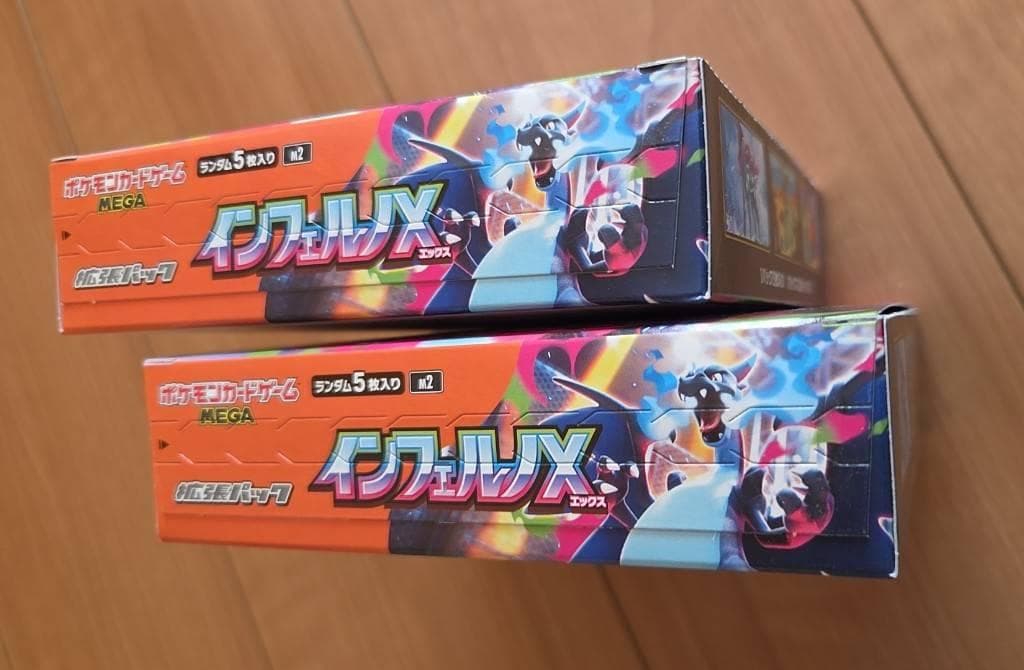 ポケモンカードゲーム
MEGA
ランダム5枚入り
M2
インフェルノX
エックス
拡張パック
ポケモンカードゲーム
MEGA
ランダム5枚入り
M2
インフェルノX
エックス
拡張パック